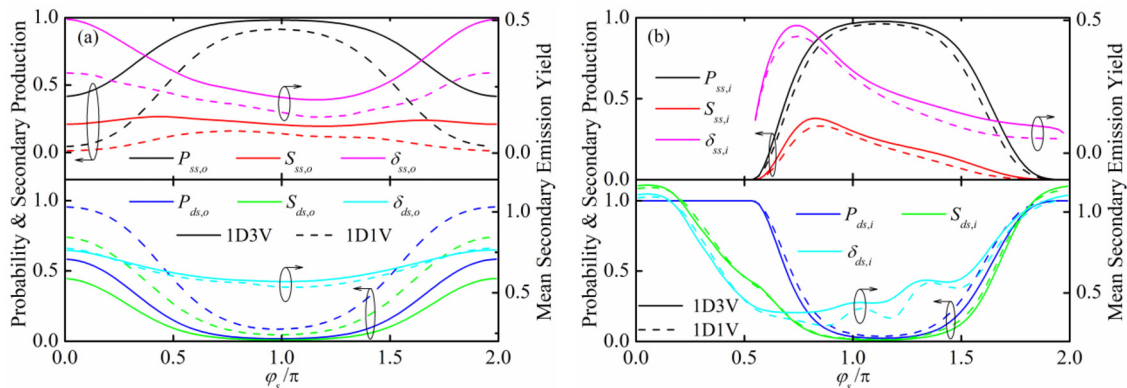 (a)
Probability & Secondary Production
1.0
0.5
0.0
P_ss,o
S_ss,o
δ_ss,o
0.5
0.0
Mean Secondary Emission Yield
1.0
0.5
0.0
P_ds,o
S_ds,o
δ_ds,o
1D3V
1D1V
1.0
0.5
0.0
0.5
1.0
1.5
2.0
φ_s/π
(b)
Probability & Secondary Production
1.0
0.5
0.0
P_ss,i
S_ss,i
δ_ss,i
0.5
0.0
Mean Secondary Emission Yield
1.0
0.5
0.0
P_ds,i
S_ds,i
δ_ds,i
1D3V
1D1V
1.0
0.5
0.0
0.5
1.0
1.5
2.0
φ_s/π